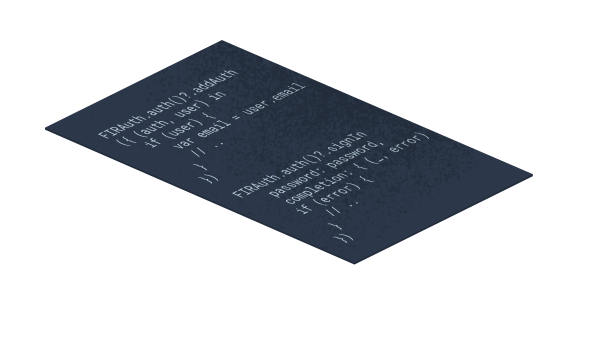 FIRAuth.auth()?.addAuth
({ (auth, user) in
if (user) {
var email = user.email
// ..
}
})
FIRAuth.auth()?.signIn
password: password,
completion: { (_, error)
if (error) {
// ..
}
})